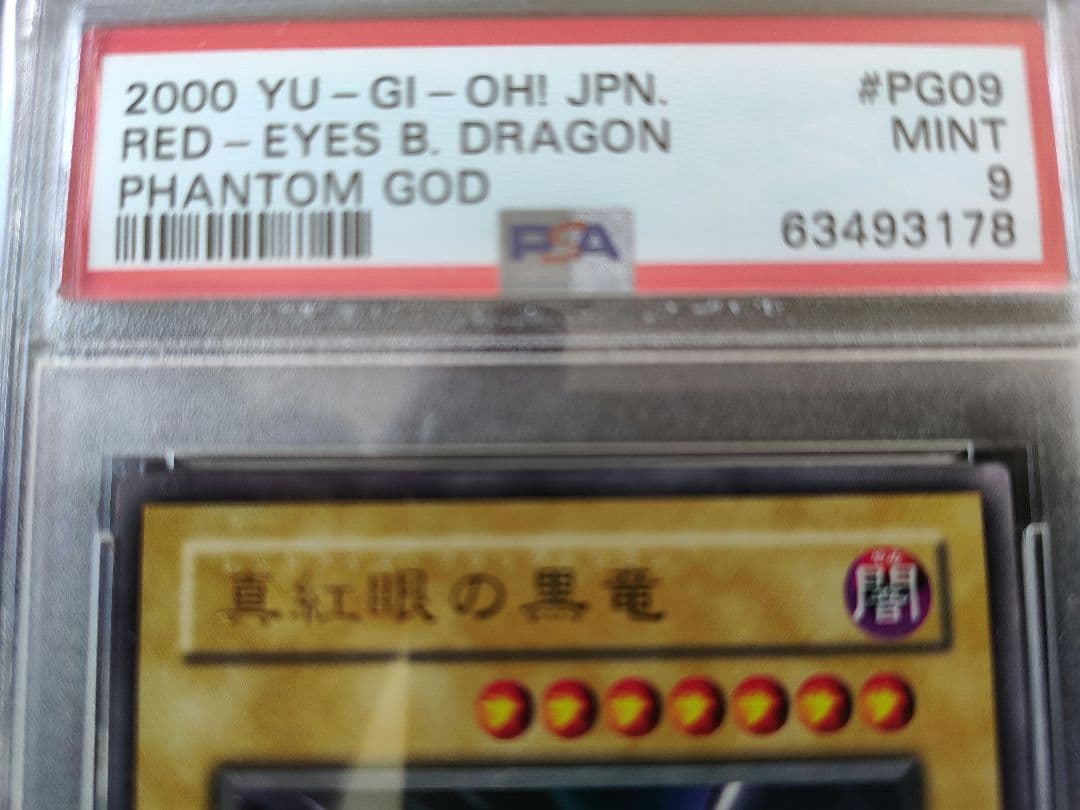 2000 YU-GI-OH! JPN. #PG09
RED-EYES B. DRAGON MINT
PHANTOM GOD 9
PSA 63493178
真紅眼の黒竜 闇